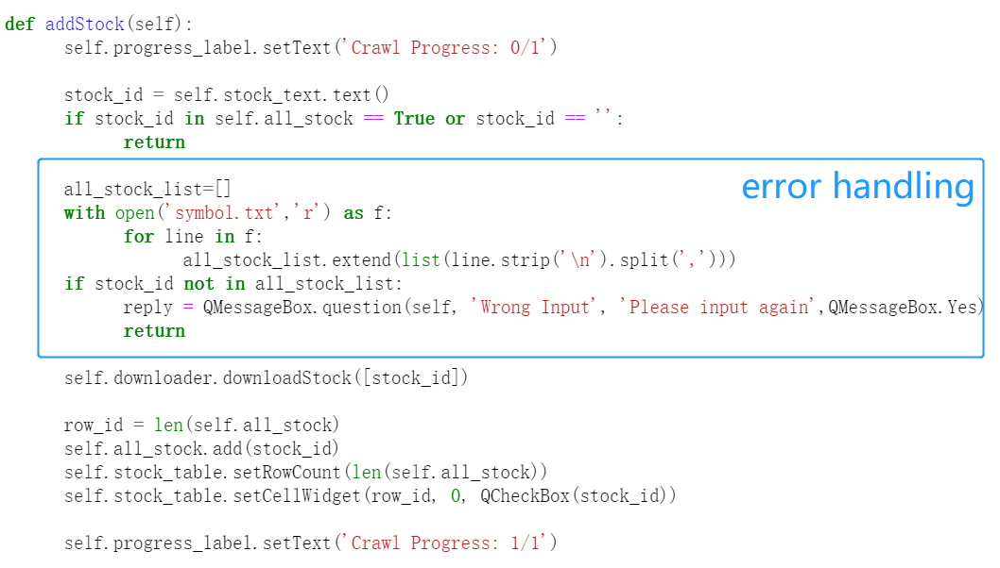 def addStock(self):
self.progress_label.setText('Crawl Progress: 0/1')
stock_id = self.stock_text.text()
if stock_id in self.all_stock == True or stock_id == '':
return
error handling
all_stock_list=[]
with open('symbol.txt','r') as f:
for line in f:
all_stock_list.extend(list(line.strip('\n').split(',')))
if stock_id not in all_stock_list:
reply = QMessageBox.question(self, 'Wrong Input', 'Please input again',QMessageBox.Yes)
return
self.downloader.downloadStock([stock_id])
row_id = len(self.all_stock)
self.all_stock.add(stock_id)
self.stock_table.setRowCount(len(self.all_stock))
self.stock_table.setCellWidget(row_id, 0, QCheckBox(stock_id))
self.progress_label.setText('Crawl Progress: 1/1')